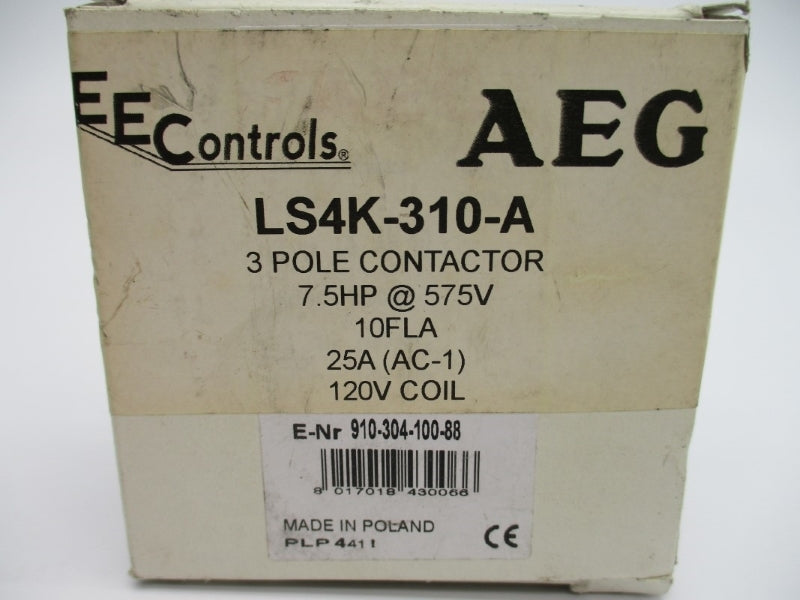 EEControls®
AEG
LS4K-310-A
3 POLE CONTACTOR
7.5HP @ 575V
10FLA
25A (AC-1)
120V COIL
E-Nr 910-304-100-88
8 017018 430066
MADE IN POLAND
PLP 4411
CE